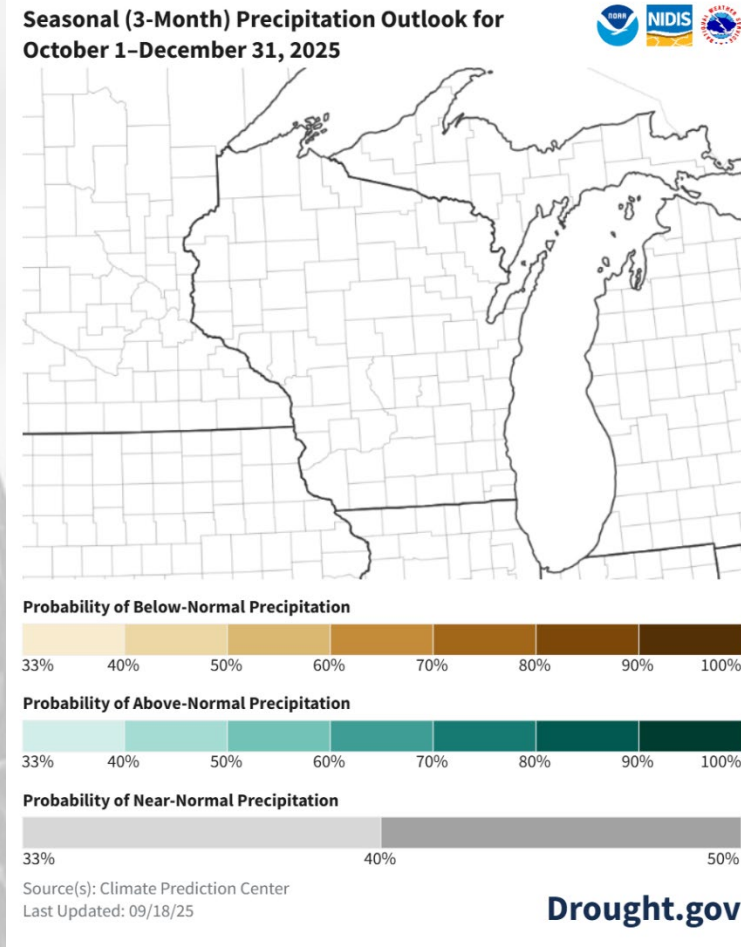 Seasonal (3-Month) Precipitation Outlook for
October 1–December 31, 2025
NOAA
NIDIS
Probability of Below-Normal Precipitation
33% 40% 50% 60% 70% 80% 90% 100%
Probability of Above-Normal Precipitation
33% 40% 50% 60% 70% 80% 90% 100%
Probability of Near-Normal Precipitation
33% 40% 50%
Source(s): Climate Prediction Center
Last Updated: 09/18/25
Drought.gov